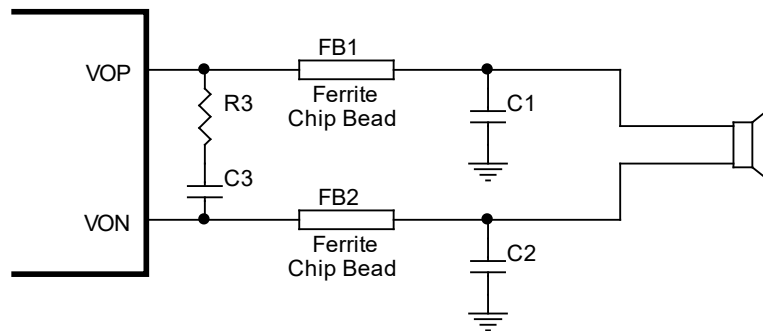 FB1
VOP
R3
Ferrite
Chip Bead
C1
C3
FB2
VON
Ferrite
Chip Bead
C2